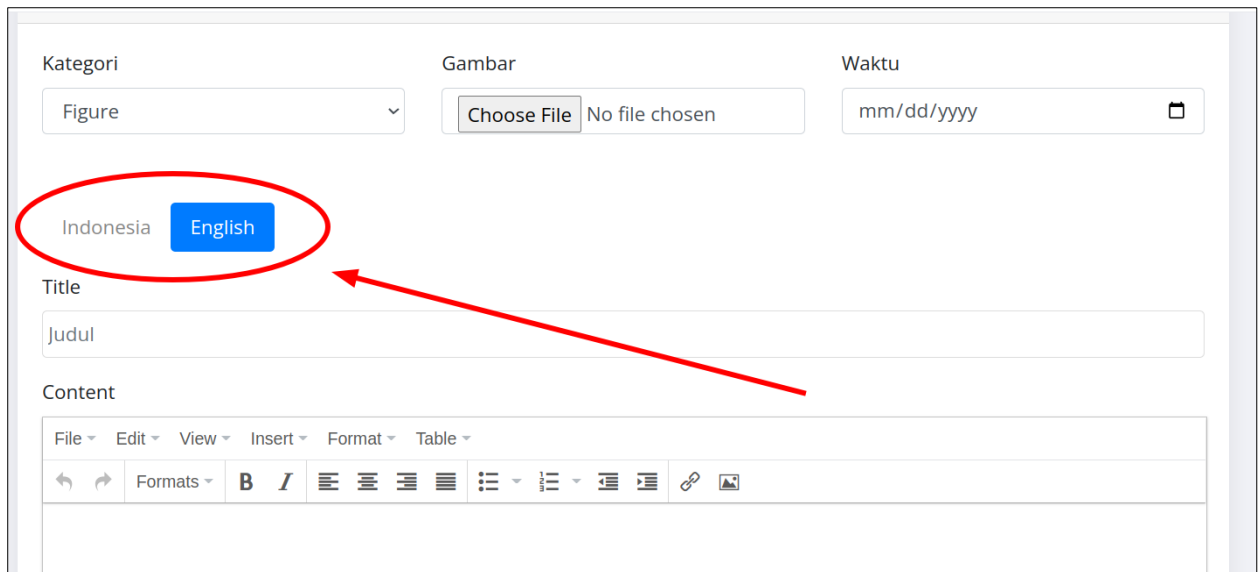 Kategori Gambar Waktu
Figure Choose File No file chosen mm/dd/yyyy
Indonesia English
Title
Judul
Content
File Edit View Insert Format Table
Formats B I